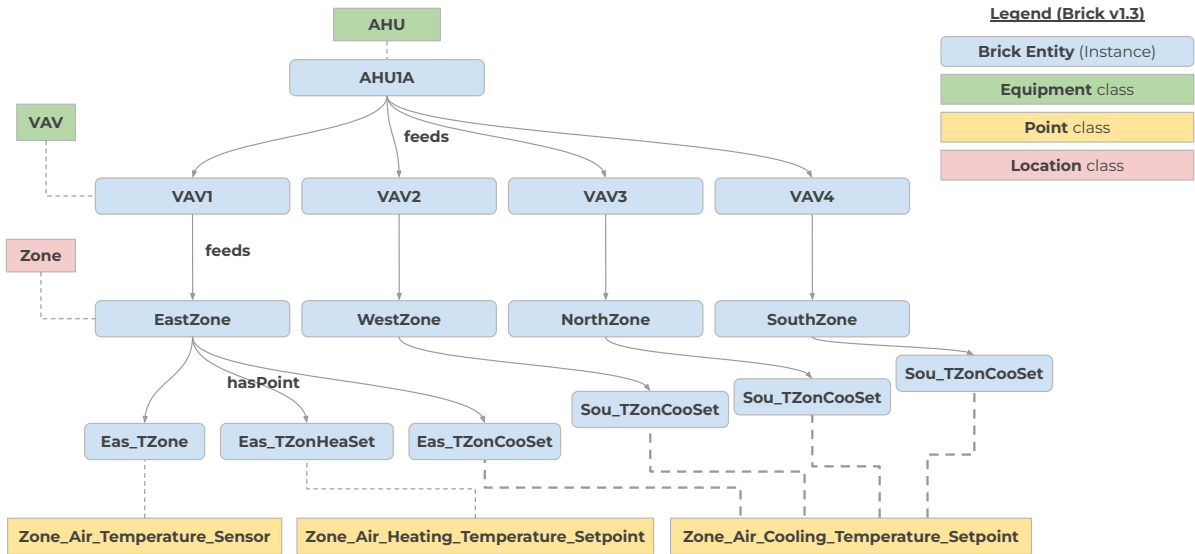 Legend (Brick v1.3)
AHU
Brick Entity (Instance)
AHU1A
Equipment class
VAV
Point class
feeds
Location class
VAV1
VAV2
VAV3
VAV4
Zone
feeds
EastZone
WestZone
NorthZone
SouthZone
hasPoint
Sou_TZonCooSet
Sou_TZonCooSet
Sou_TZonCooSet
Eas_TZone
Eas_TZonHeaSet
Eas_TZonCooSet
Zone_Air_Temperature_Sensor
Zone_Air_Heating_Temperature_Setpoint
Zone_Air_Cooling_Temperature_Setpoint